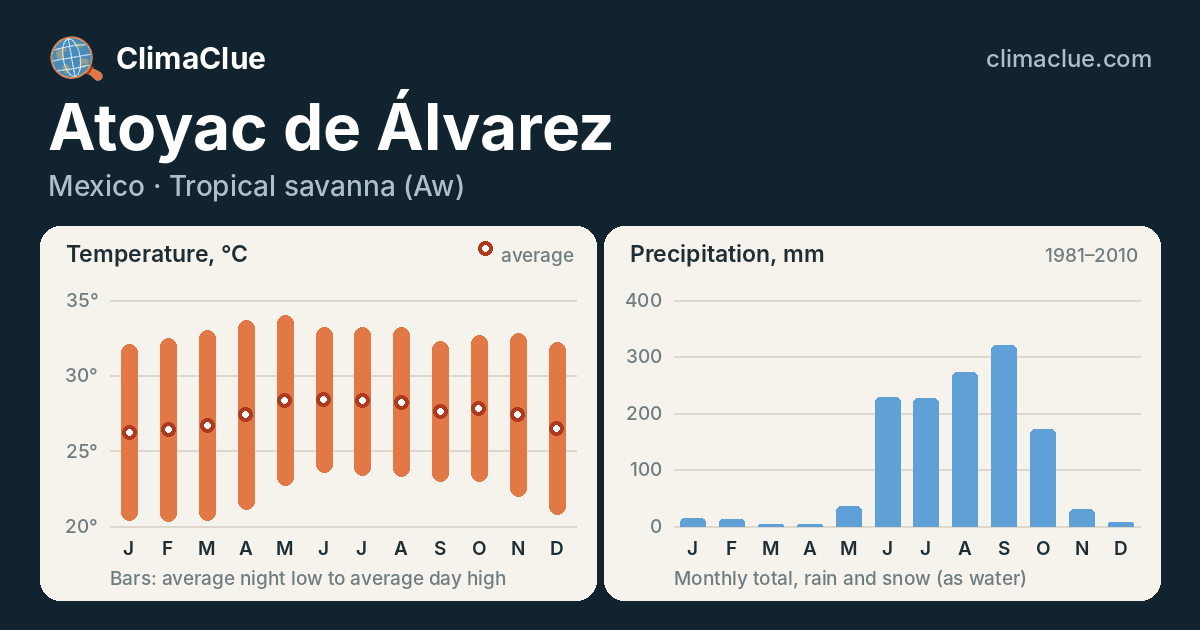 ClimaClue
climaclue.com
Atoyac de Álvarez
Mexico · Tropical savanna (Aw)
Temperature, °C
average
35°
30°
25°
20°
J F M A M J J A S O N D
Bars: average night low to average day high
Precipitation, mm
1981–2010
400
300
200
100
0
J F M A M J J A S O N D
Monthly total, rain and snow (as water)